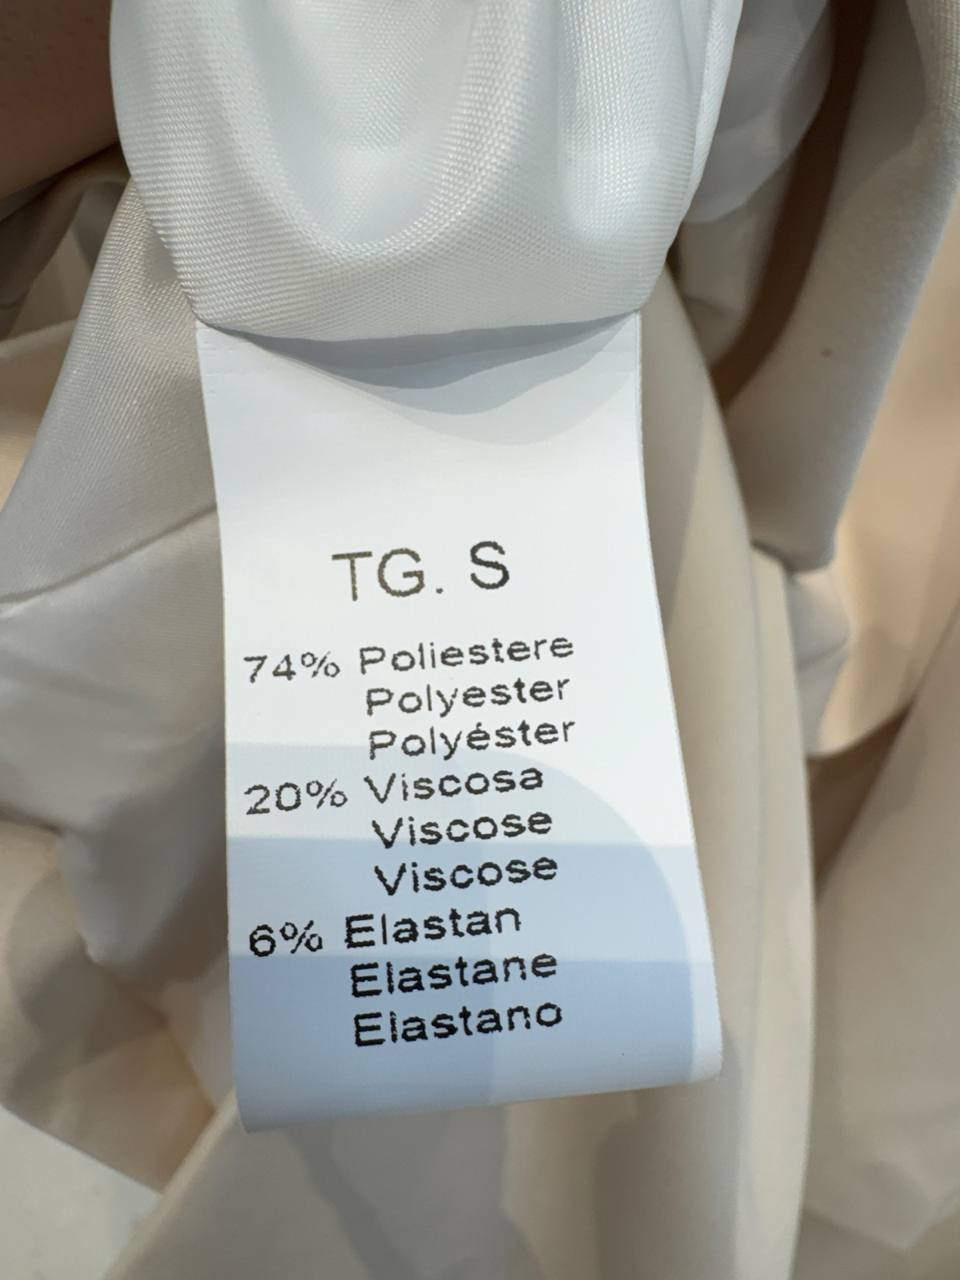 TG. S
74% Poliestere
Polyester
Polyéster
20% Viscosa
Viscose
Viscose
6% Elastan
Elastane
Elastano